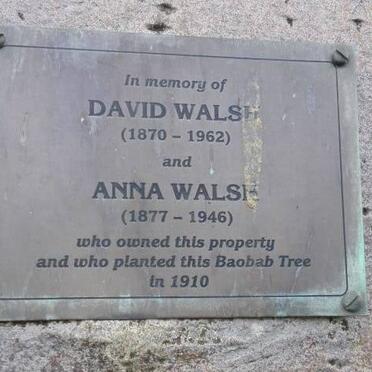 In memory of
DAVID WALSH
(1870 – 1962)
and
ANNA WALSH
(1877 – 1946)
who owned this property
and who planted this Baobab Tree
in 1910